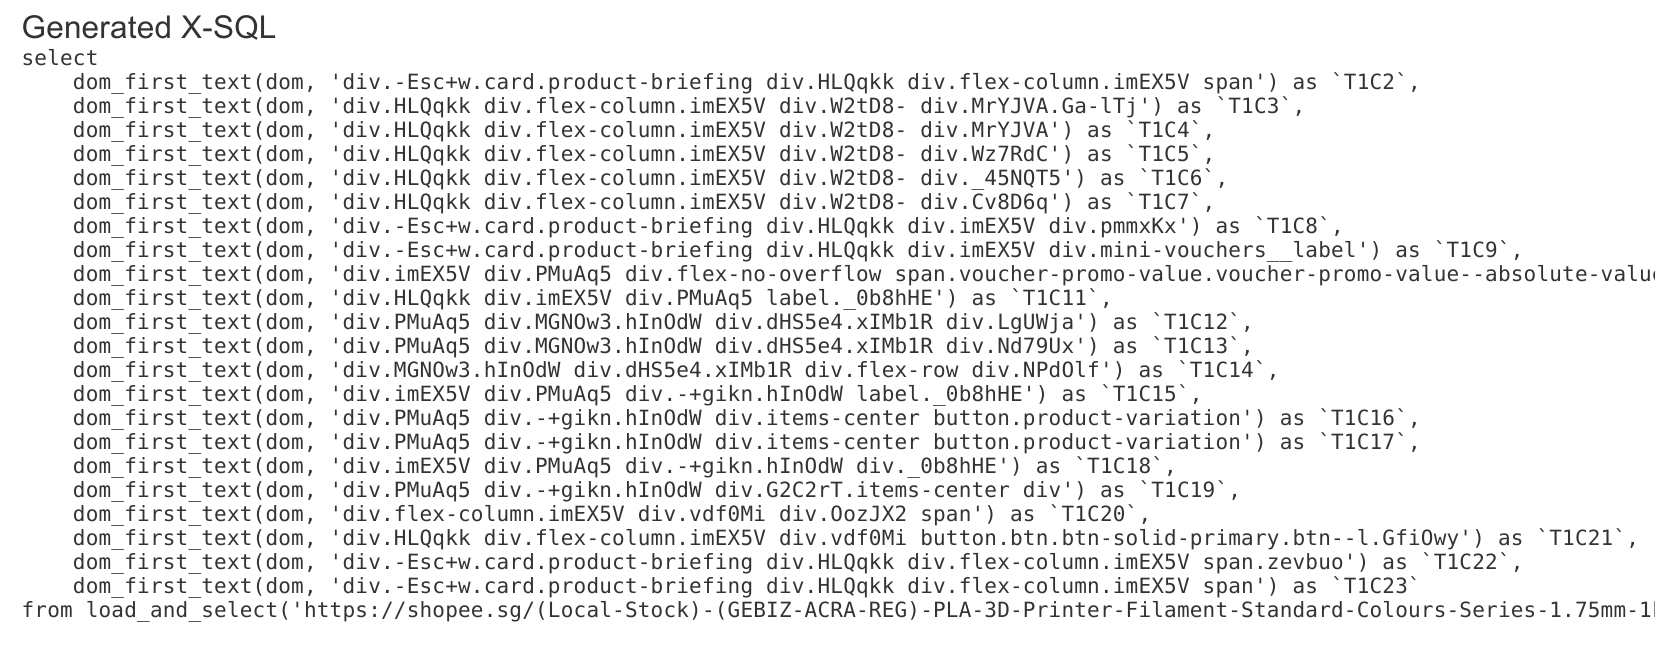 Generated X-SQL
select
    dom_first_text(dom, 'div.-Esc+w.card.product-briefing div.HLQqkk div.flex-column.imEX5V span') as `T1C2`,
    dom_first_text(dom, 'div.HLQqkk div.flex-column.imEX5V div.W2tD8- div.MrYJVA.Ga-lTj') as `T1C3`,
    dom_first_text(dom, 'div.HLQqkk div.flex-column.imEX5V div.W2tD8- div.MrYJVA') as `T1C4`,
    dom_first_text(dom, 'div.HLQqkk div.flex-column.imEX5V div.W2tD8- div.Wz7RdC') as `T1C5`,
    dom_first_text(dom, 'div.HLQqkk div.flex-column.imEX5V div.W2tD8- div._45NQT5') as `T1C6`,
    dom_first_text(dom, 'div.HLQqkk div.flex-column.imEX5V div.W2tD8- div.Cv8D6q') as `T1C7`,
    dom_first_text(dom, 'div.-Esc+w.card.product-briefing div.HLQqkk div.imEX5V div.pmmxKx') as `T1C8`,
    dom_first_text(dom, 'div.-Esc+w.card.product-briefing div.HLQqkk div.imEX5V div.mini-vouchers__label') as `T1C9`,
    dom_first_text(dom, 'div.imEX5V div.PMuAq5 div.flex-no-overflow span.voucher-promo-value.voucher-promo-value--absolute-value
    dom_first_text(dom, 'div.HLQqkk div.imEX5V div.PMuAq5 label._0b8hHE') as `T1C11`,
    dom_first_text(dom, 'div.PMuAq5 div.MGNOw3.hInOdW div.dHS5e4.xIMb1R div.LgUWja') as `T1C12`,
    dom_first_text(dom, 'div.PMuAq5 div.MGNOw3.hInOdW div.dHS5e4.xIMb1R div.Nd79Ux') as `T1C13`,
    dom_first_text(dom, 'div.MGNOw3.hInOdW div.dHS5e4.xIMb1R div.flex-row div.NPdOlf') as `T1C14`,
    dom_first_text(dom, 'div.imEX5V div.PMuAq5 div.-+gikn.hInOdW label._0b8hHE') as `T1C15`,
    dom_first_text(dom, 'div.PMuAq5 div.-+gikn.hInOdW div.items-center button.product-variation') as `T1C16`,
    dom_first_text(dom, 'div.PMuAq5 div.-+gikn.hInOdW div.items-center button.product-variation') as `T1C17`,
    dom_first_text(dom, 'div.imEX5V div.PMuAq5 div.-+gikn.hInOdW div._0b8hHE') as `T1C18`,
    dom_first_text(dom, 'div.PMuAq5 div.-+gikn.hInOdW div.G2C2rT.items-center div') as `T1C19`,
    dom_first_text(dom, 'div.flex-column.imEX5V div.vdf0Mi div.OozJX2 span') as `T1C20`,
    dom_first_text(dom, 'div.HLQqkk div.flex-column.imEX5V div.vdf0Mi button.btn.btn-solid-primary.btn--l.GfiOwy') as `T1C21`,
    dom_first_text(dom, 'div.-Esc+w.card.product-briefing div.HLQqkk div.flex-column.imEX5V span.zevbuo') as `T1C22`,
    dom_first_text(dom, 'div.-Esc+w.card.product-briefing div.HLQqkk div.flex-column.imEX5V span') as `T1C23`
from load_and_select('https://shopee.sg/(Local-Stock)-(GEBIZ-ACRA-REG)-PLA-3D-Printer-Filament-Standard-Colours-Series-1.75mm-1